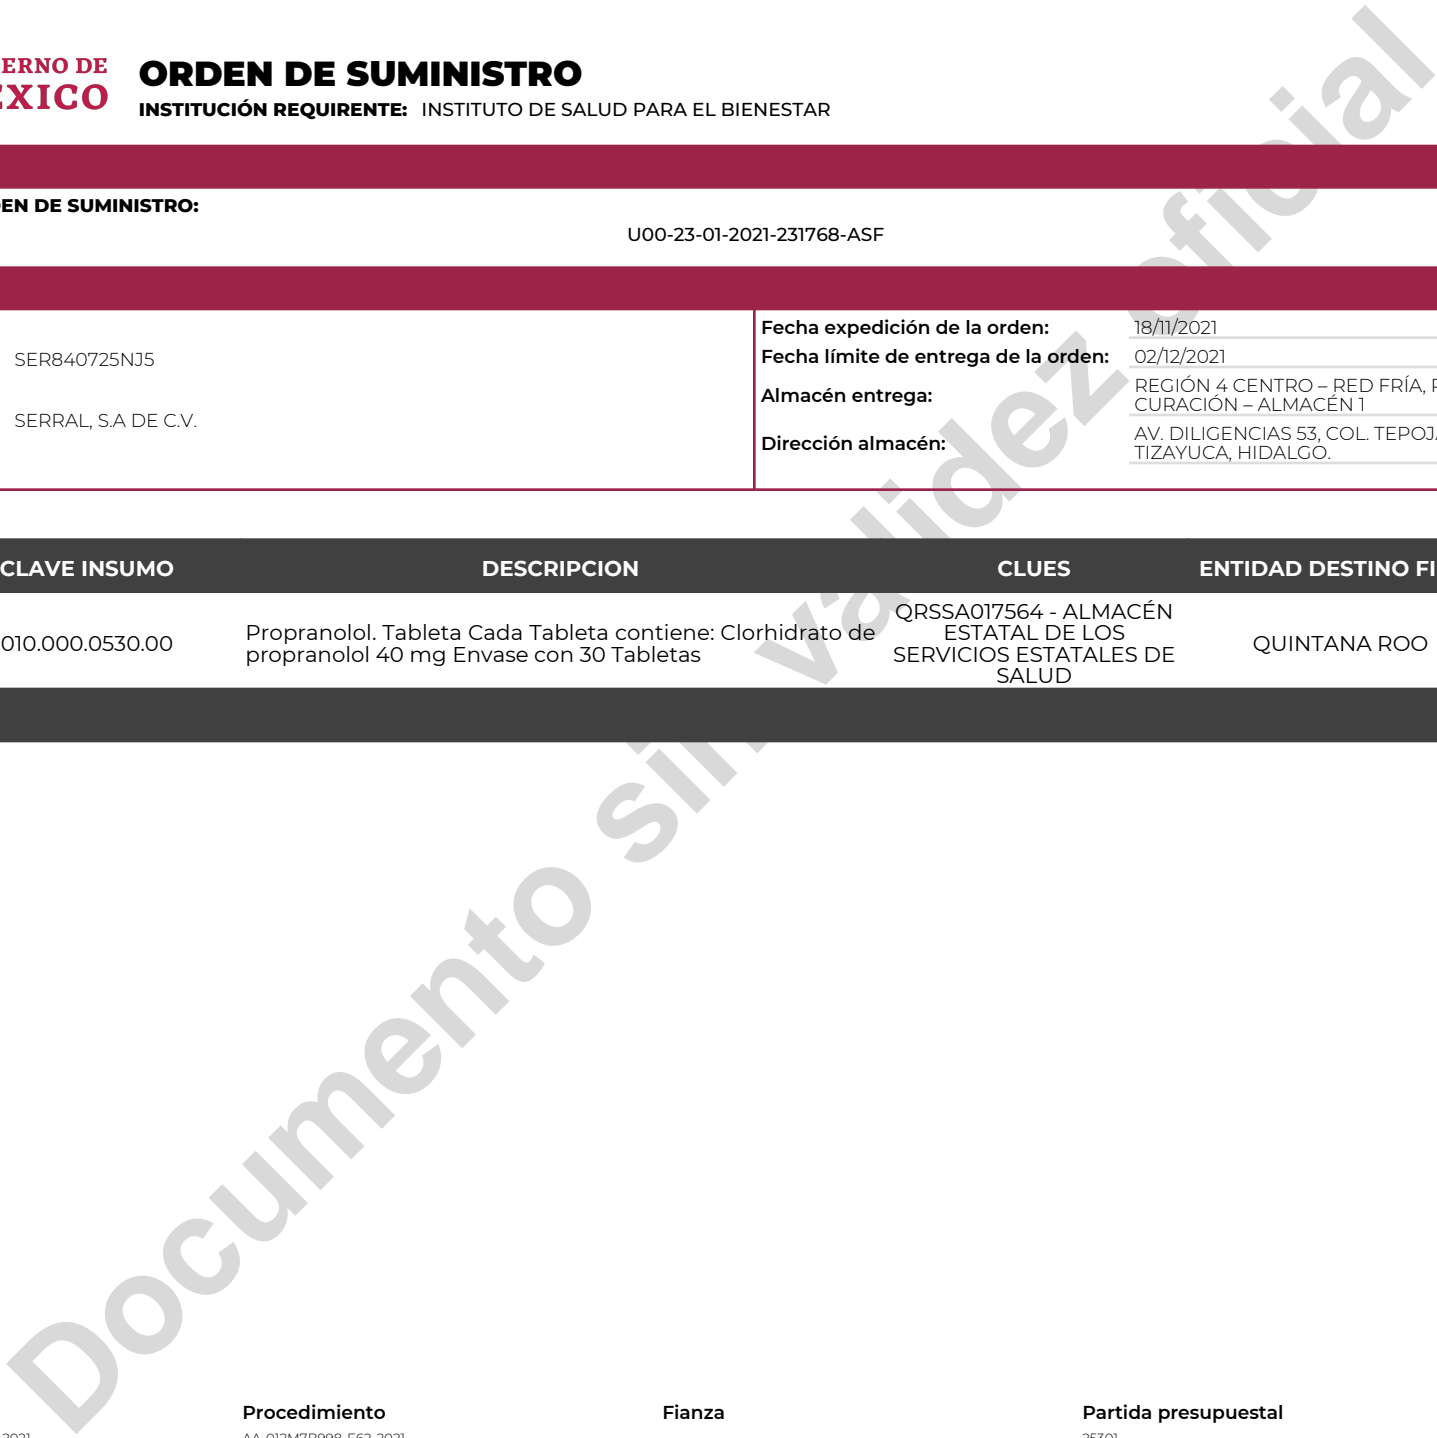 ORDEN DE SUMINISTRO
INSTITUCIÓN REQUIRENTE: INSTITUTO DE SALUD PARA EL BIENESTAR
ERNO DE
EXICO
EN DE SUMINISTRO:
U00-23-01-2021-231768-ASF
SER840725NJ5
SERRAL, S.A DE C.V.
Fecha expedición de la orden: 18/11/2021
Fecha límite de entrega de la orden: 02/12/2021
Almacén entrega: REGIÓN 4 CENTRO – RED FRÍA,
CURACIÓN – ALMACÉN 1
Dirección almacén: AV. DILIGENCIAS 53, COL. TEPOJ
TIZAYUCA, HIDALGO.
CLAVE INSUMO DESCRIPCION CLUES ENTIDAD DESTINO FI
010.000.0530.00
Propranolol. Tableta Cada Tableta contiene: Clorhidrato de
propranolol 40 mg Envase con 30 Tabletas
QRSSA017564 - ALMACÉN
ESTATAL DE LOS
SERVICIOS ESTATALES DE
SALUD
QUINTANA ROO
Documento sin validez oficial
Procedimiento Fianza Partida presupuestal